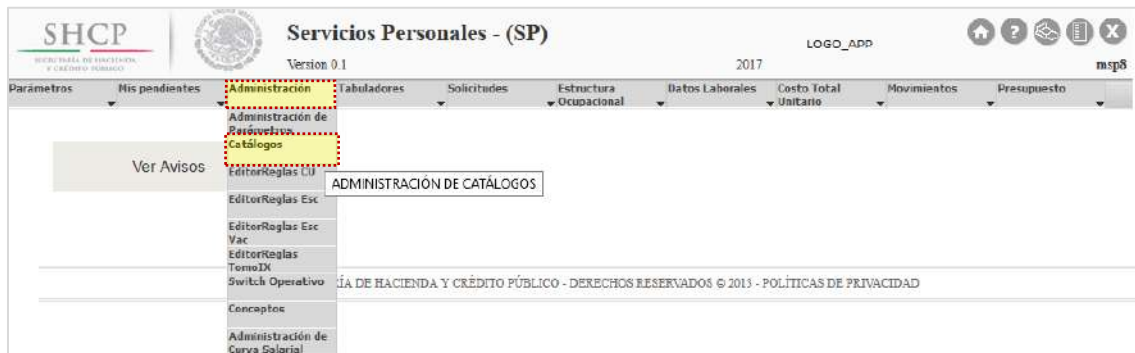 SHCP
SECRETARÍA DE HACIENDA
Y CRÉDITO PÚBLICO
Servicios Personales - (SP)
Version 0.1
LOGO_APP
2017
msp8
Parámetros
Mis pendientes
Administración
Tabuladores
Solicitudes
Estructura
Ocupacional
Datos Laborales
Costo Total
Unitario
Movimientos
Presupuesto
Administración de
Parámetros
Catálogos
EditorReglas CU
ADMINISTRACIÓN DE CATÁLOGOS
EditorReglas Esc
EditorReglas Esc
Vac
EditorReglas
TomoIX
Switch Operativo
Conceptos
Administración de
Curva Salarial
Ver Avisos
ÍA DE HACIENDA Y CRÉDITO PÚBLICO - DERECHOS RESERVADOS © 2013 - POLÍTICAS DE PRIVACIDAD